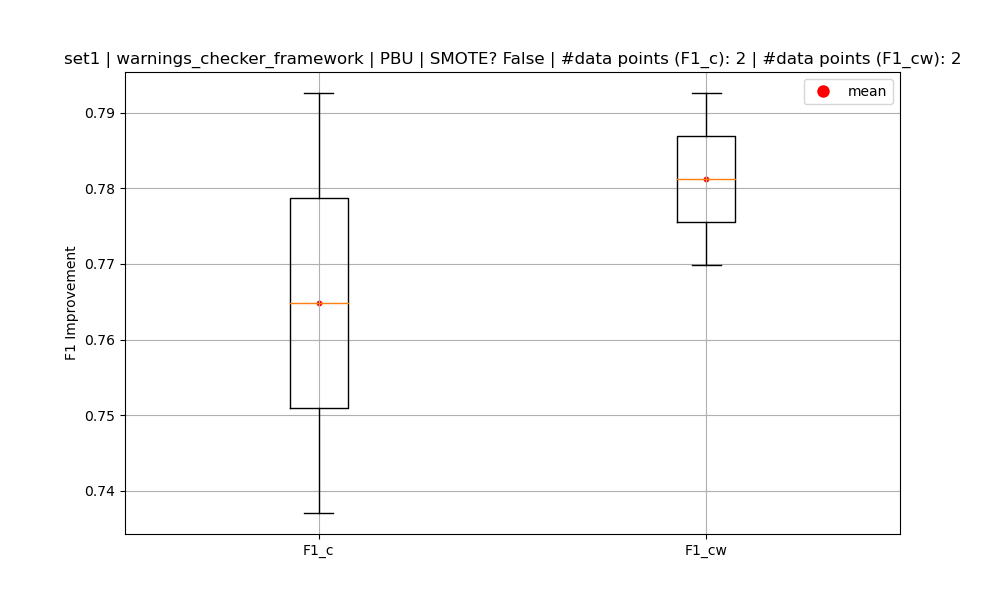 set1 | warnings_checker_framework | PBU | SMOTE? False | #data points (F1_c): 2 | #data points (F1_cw): 2
mean
0.79
0.78
0.77
0.76
0.75
0.74
F1 Improvement
F1_c
F1_cw